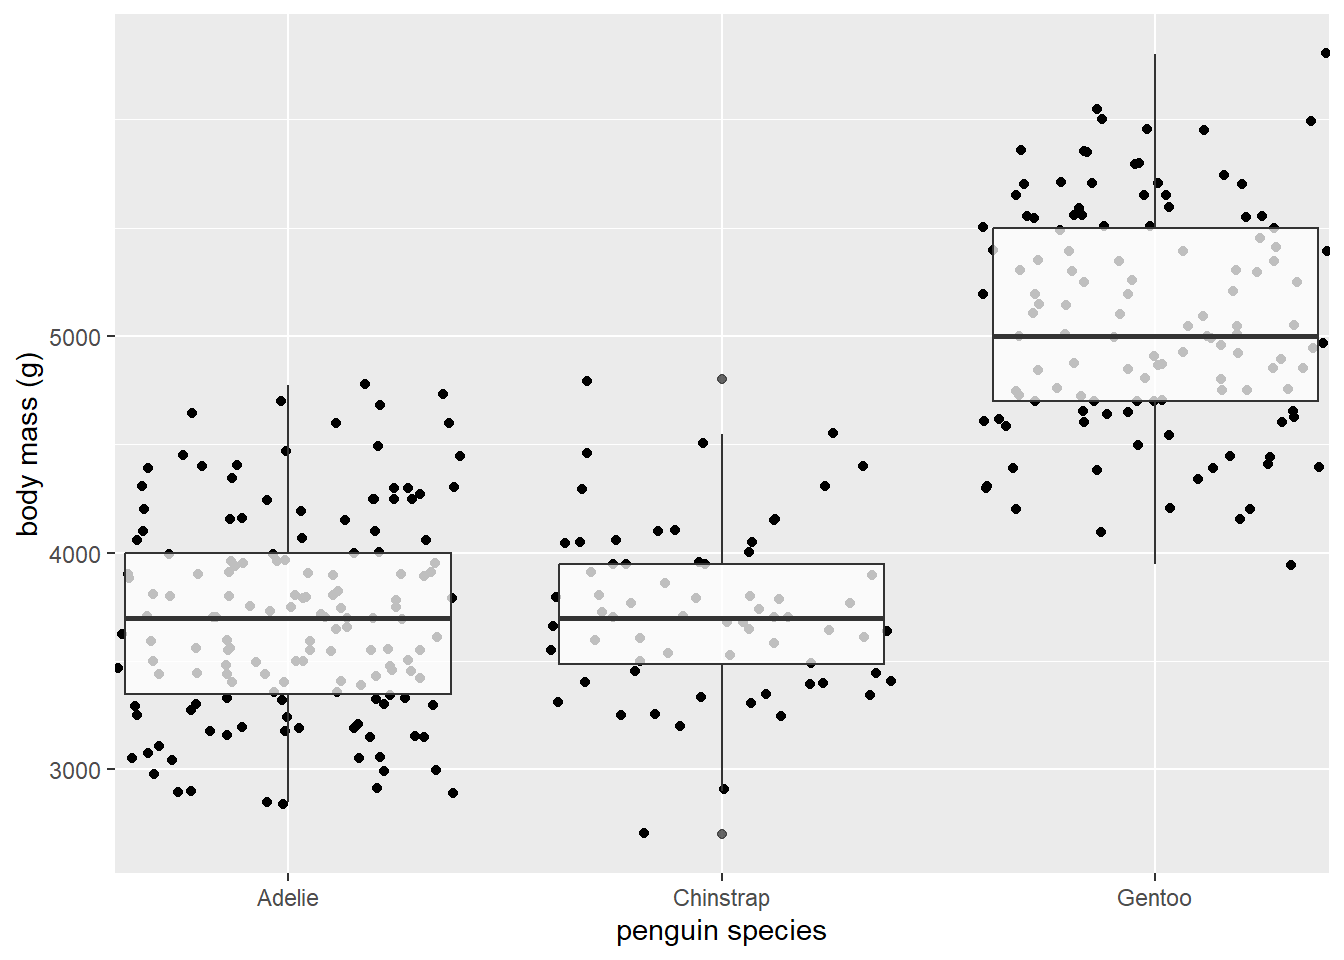 body mass (g)
5000
4000
3000
Adelie
Chinstrap
Gentoo
penguin species